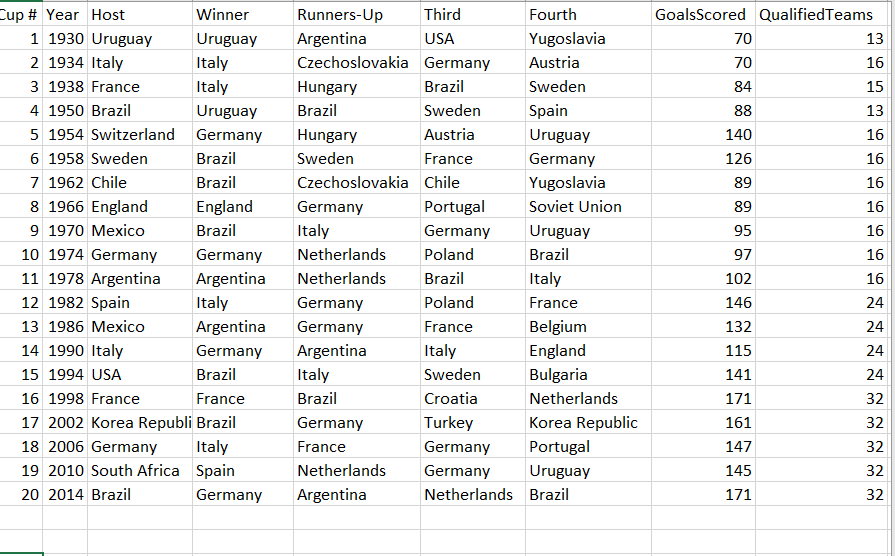 Cup # Year Host Winner Runners-Up Third Fourth GoalsScored QualifiedTeams
1 1930 Uruguay Uruguay Argentina USA Yugoslavia 70 13
2 1934 Italy Italy Czechoslovakia Germany Austria 70 16
3 1938 France Italy Hungary Brazil Sweden 84 15
4 1950 Brazil Uruguay Brazil Sweden Spain 88 13
5 1954 Switzerland Germany Hungary Austria Uruguay 140 16
6 1958 Sweden Brazil Sweden France Germany 126 16
7 1962 Chile Brazil Czechoslovakia Chile Yugoslavia 89 16
8 1966 England England Germany Portugal Soviet Union 89 16
9 1970 Mexico Brazil Italy Germany Uruguay 95 16
10 1974 Germany Germany Netherlands Poland Brazil 97 16
11 1978 Argentina Argentina Netherlands Brazil Italy 102 16
12 1982 Spain Italy Germany Poland France 146 24
13 1986 Mexico Argentina Germany France Belgium 132 24
14 1990 Italy Germany Argentina Italy England 115 24
15 1994 USA Brazil Italy Sweden Bulgaria 141 24
16 1998 France France Brazil Croatia Netherlands 171 32
17 2002 Korea Republi Brazil Germany Turkey Korea Republic 161 32
18 2006 Germany Italy France Germany Portugal 147 32
19 2010 South Africa Spain Netherlands Germany Uruguay 145 32
20 2014 Brazil Germany Argentina Netherlands Brazil 171 32